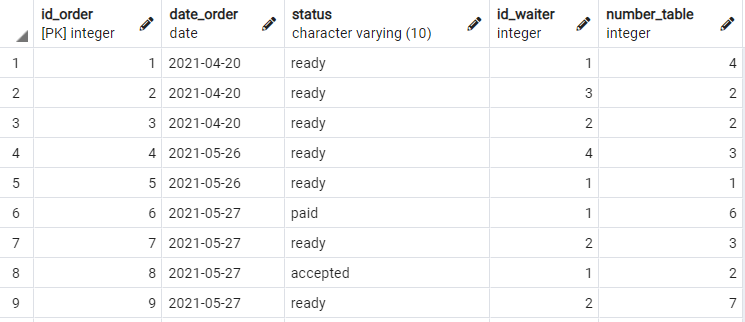 id_order date_order status id_waiter number_table
[PK] integer date character varying (10) integer integer
1 1 2021-04-20 ready 1 4
2 2 2021-04-20 ready 3 2
3 3 2021-04-20 ready 2 2
4 4 2021-05-26 ready 4 3
5 5 2021-05-26 ready 1 1
6 6 2021-05-27 paid 1 6
7 7 2021-05-27 ready 2 3
8 8 2021-05-27 accepted 1 2
9 9 2021-05-27 ready 2 7